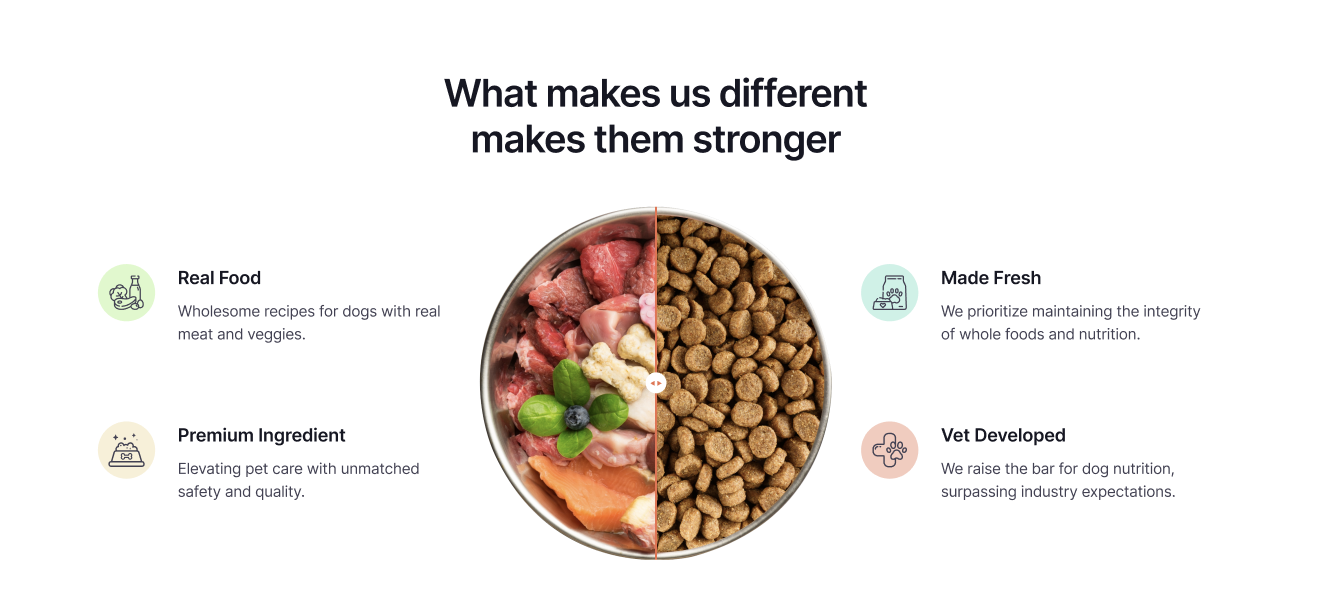 What makes us different
makes them stronger
Real Food
Wholesome recipes for dogs with real
meat and veggies.
Premium Ingredient
Elevating pet care with unmatched
safety and quality.
Made Fresh
We prioritize maintaining the integrity
of whole foods and nutrition.
Vet Developed
We raise the bar for dog nutrition,
surpassing industry expectations.